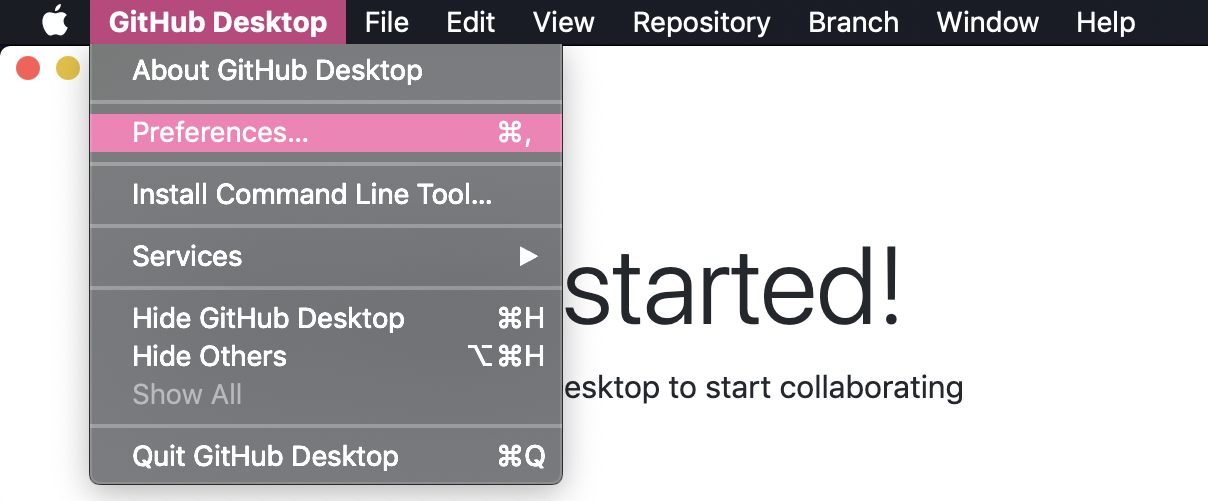 GitHub Desktop File Edit View Repository Branch Window Help
About GitHub Desktop
Preferences... ⌘,
Install Command Line Tool...
Services ▶
Hide GitHub Desktop ⌘H
Hide Others ⌥⌘H
Show All
Quit GitHub Desktop ⌘Q
started!
esktop to start collaborating